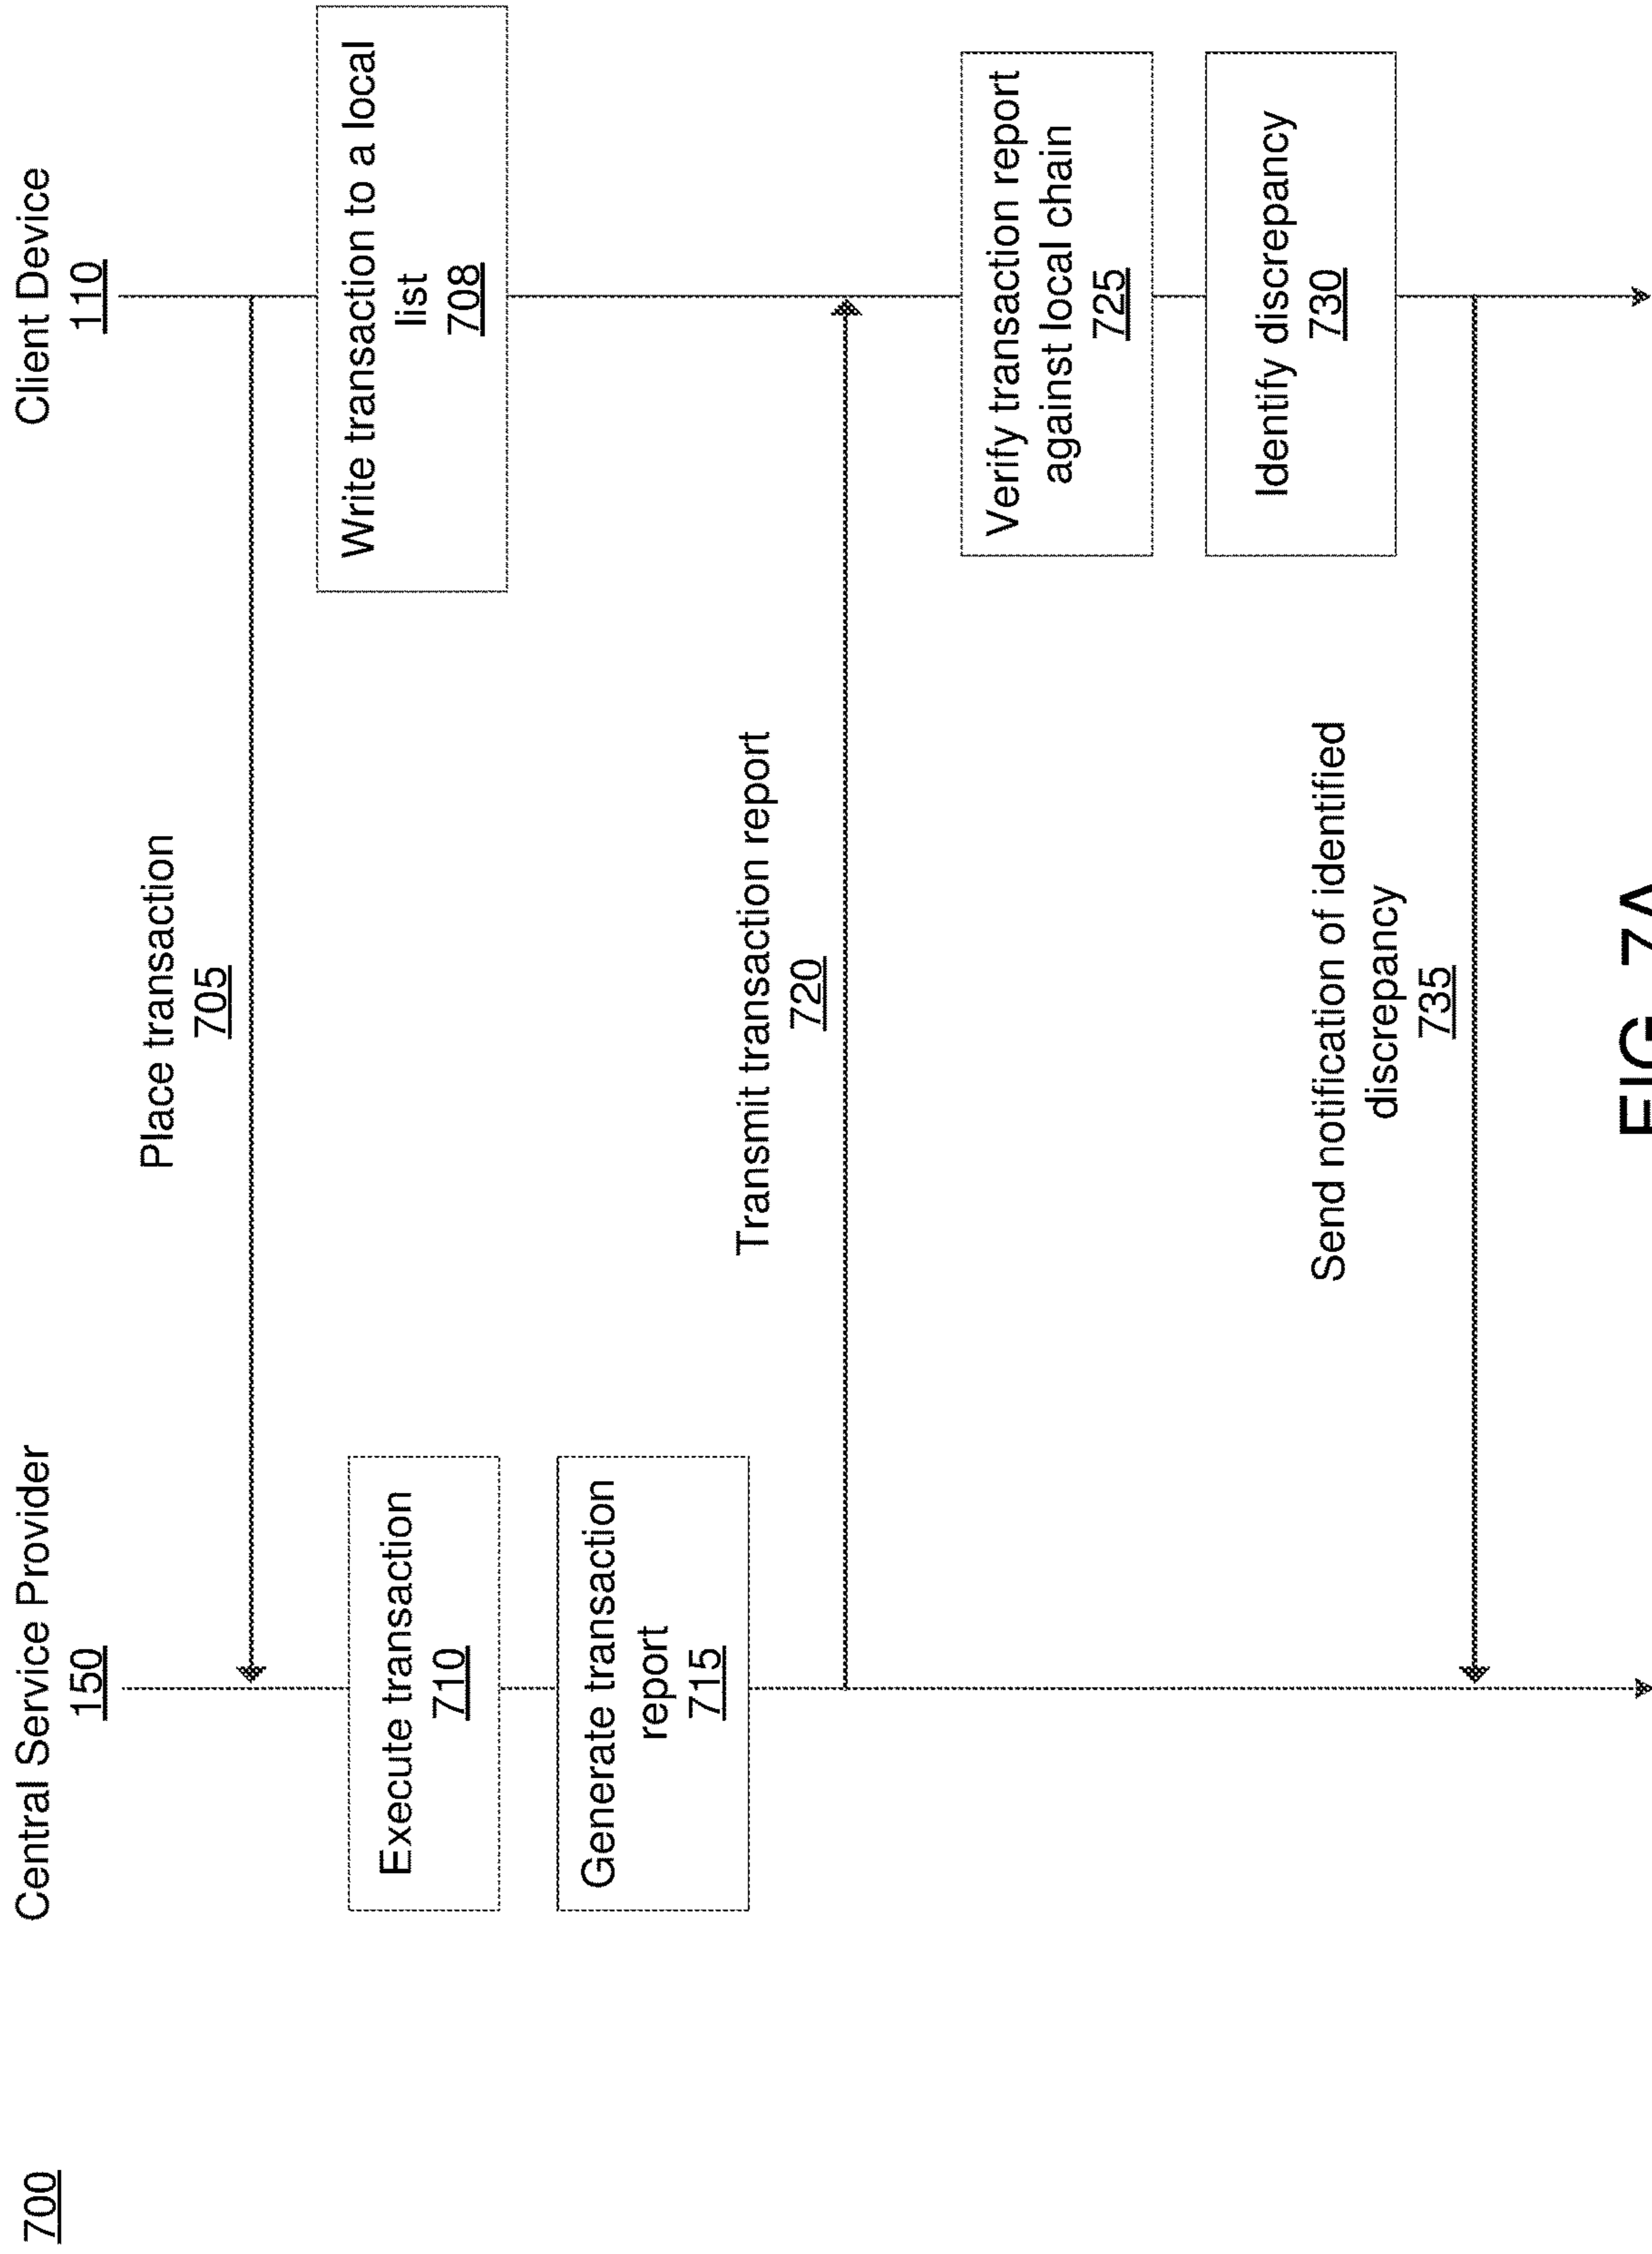 700
Central Service Provider
150
Client Device
110
Place transaction
705
Write transaction to a local
list
708
Execute transaction
710
Generate transaction
report
715
Transmit transaction report
720
Verify transaction report
against local chain
725
Identify discrepancy
730
Send notification of identified
discrepancy
735
FIG. 7A